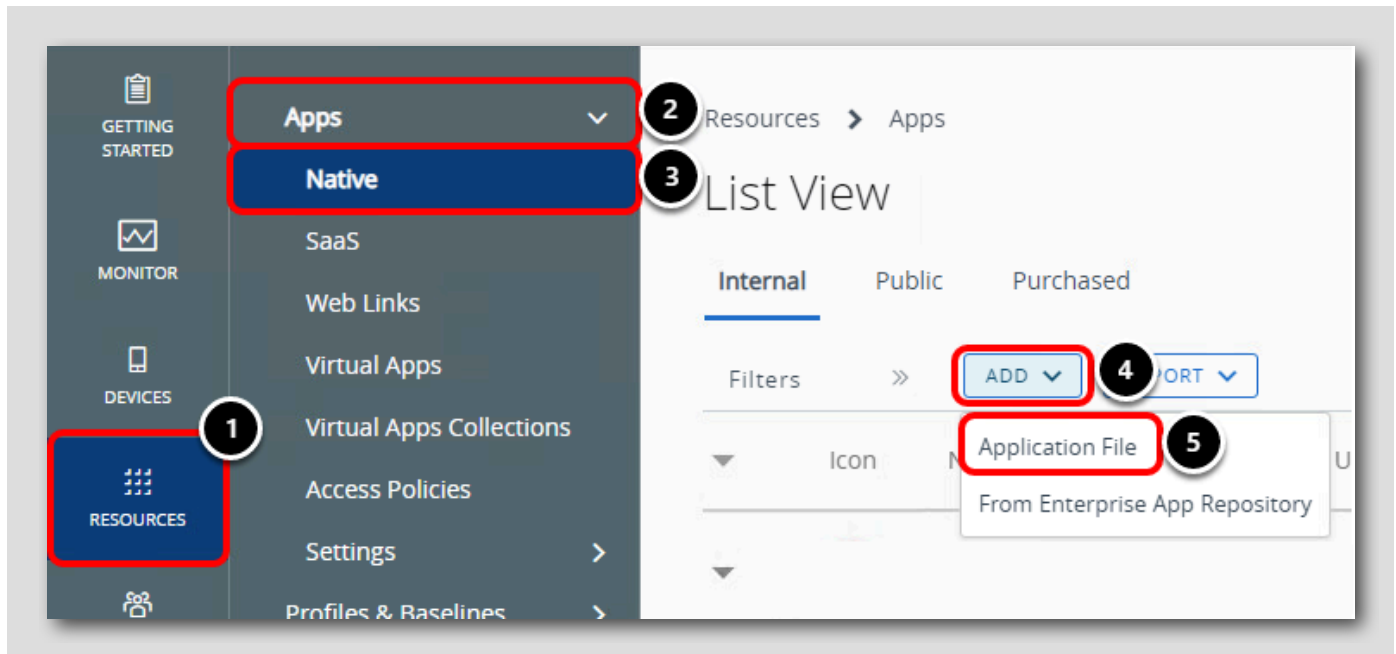 GETTING
STARTED
MONITOR
DEVICES
1
RESOURCES
Apps
2
Native
3
SaaS
Web Links
Virtual Apps
Virtual Apps Collections
Access Policies
Settings
Profiles & Baselines
Resources > Apps
List View
Internal Public Purchased
Filters » ADD 4 PORT
Icon N U
Application File 5
From Enterprise App Repository